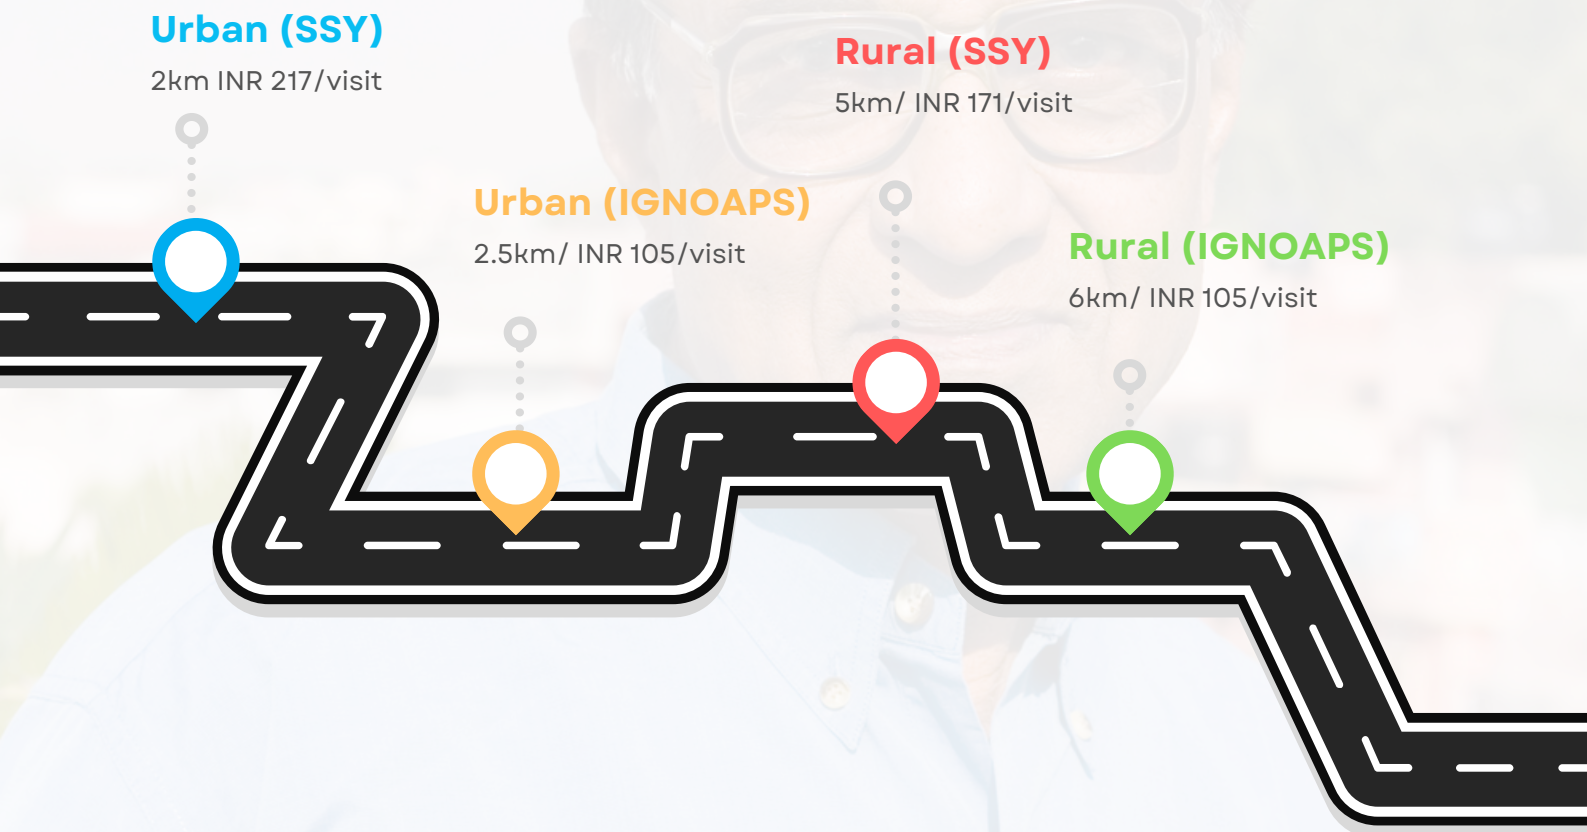 Urban (SSY)
2km INR 217/visit
Urban (IGNOAPS)
2.5km/ INR 105/visit
Rural (SSY)
5km/ INR 171/visit
Rural (IGNOAPS)
6km/ INR 105/visit